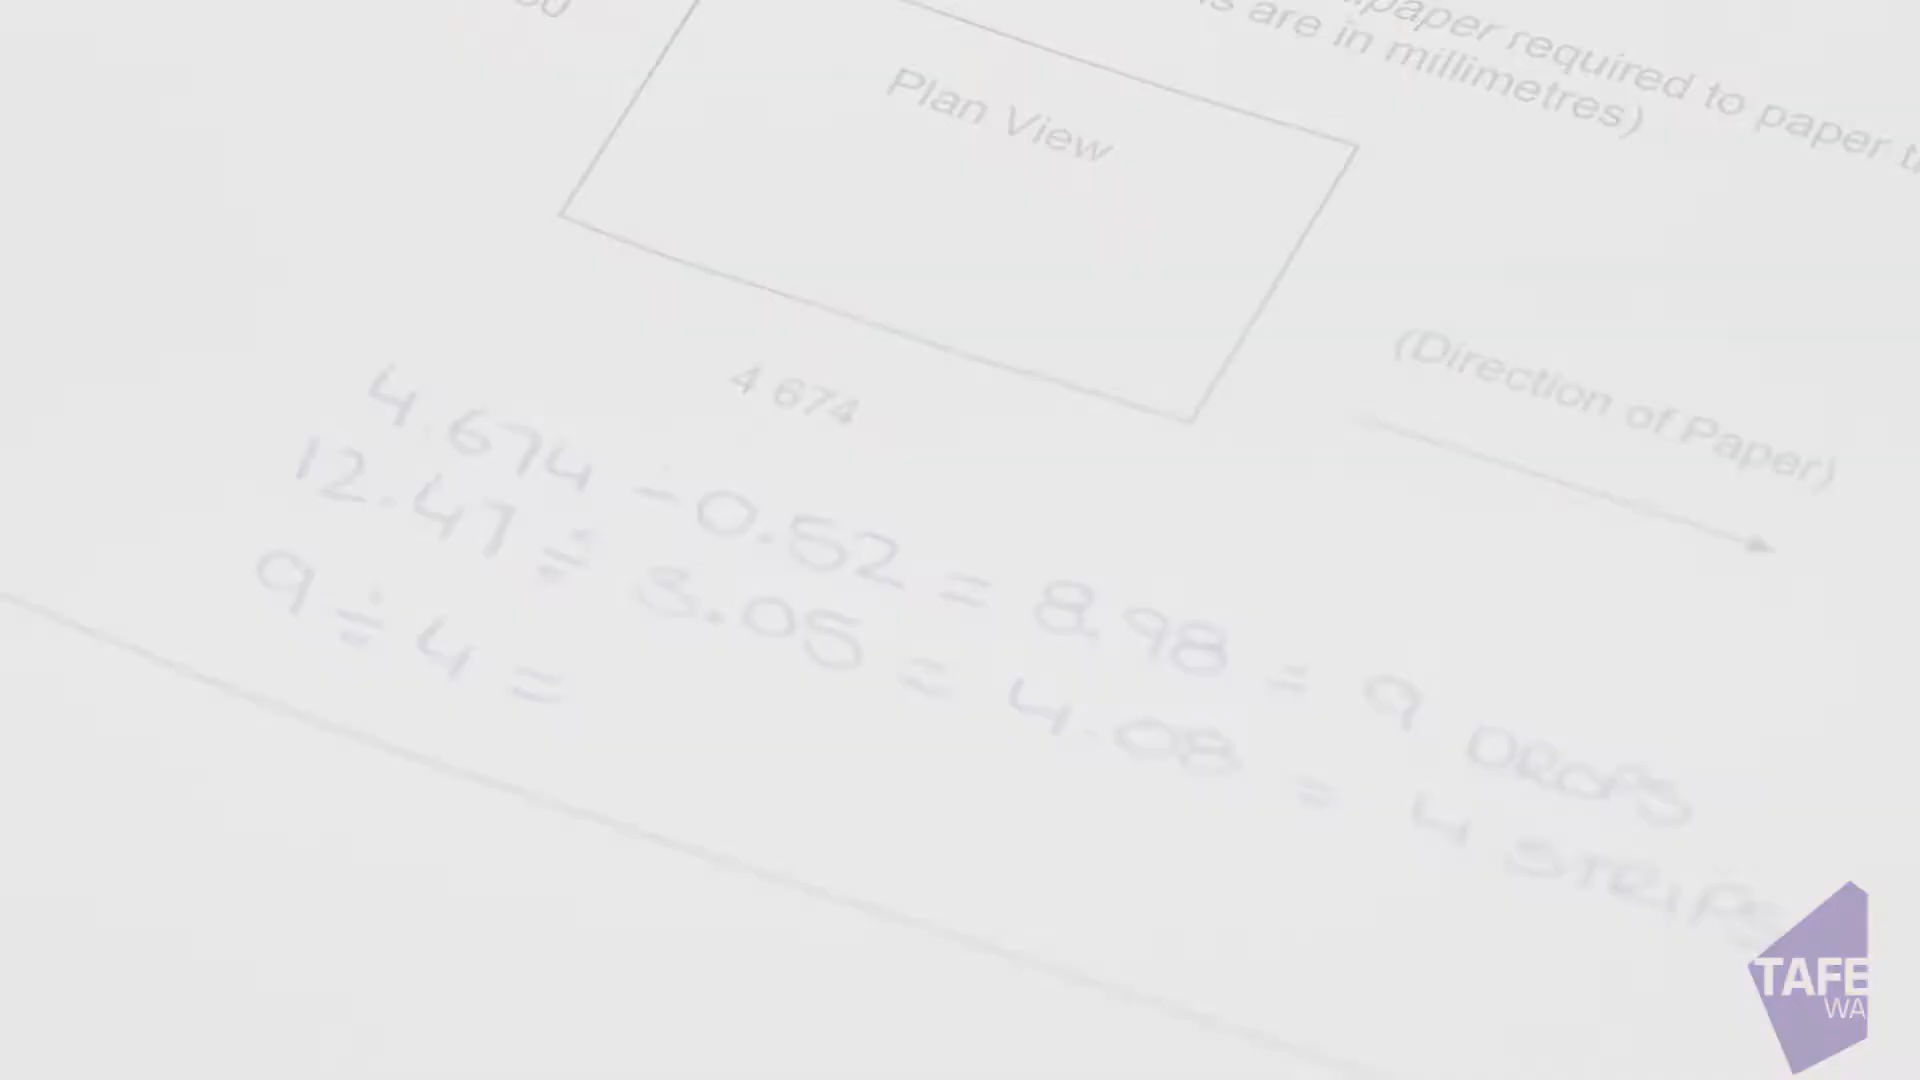 paper required to paper
are in millimetres)
Plan View
(Direction of Paper)
4 674
4.674 - 0.52 = 8.98 = 9 DROPS
12.47 ÷ 3.05 = 4.08 = 4 STRIPS
9 ÷ 4 =
TAFE
WA